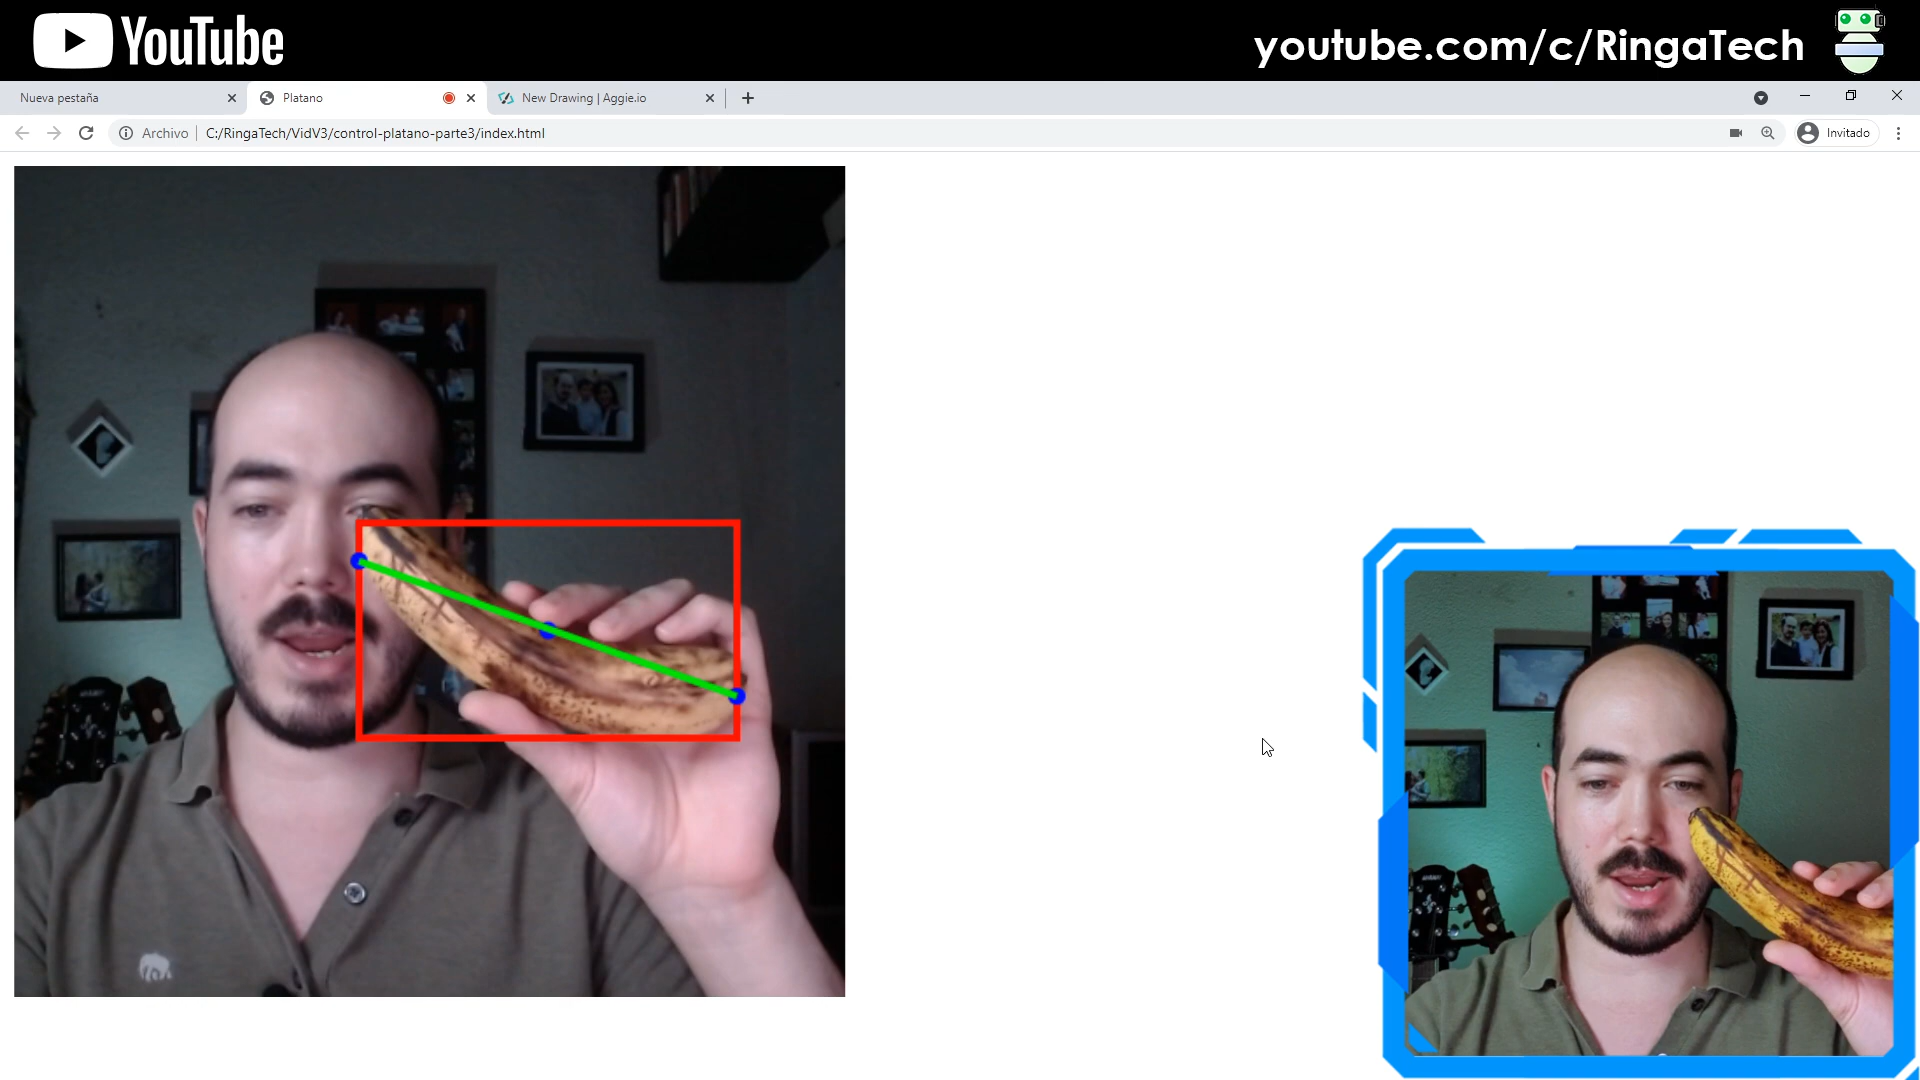 YouTube
youtube.com/c/RingaTech
Nueva pestaña
Platano
New Drawing | Aggie.io
Archivo
C:/RingaTech/VidV3/control-platano-parte3/index.html
Invitado